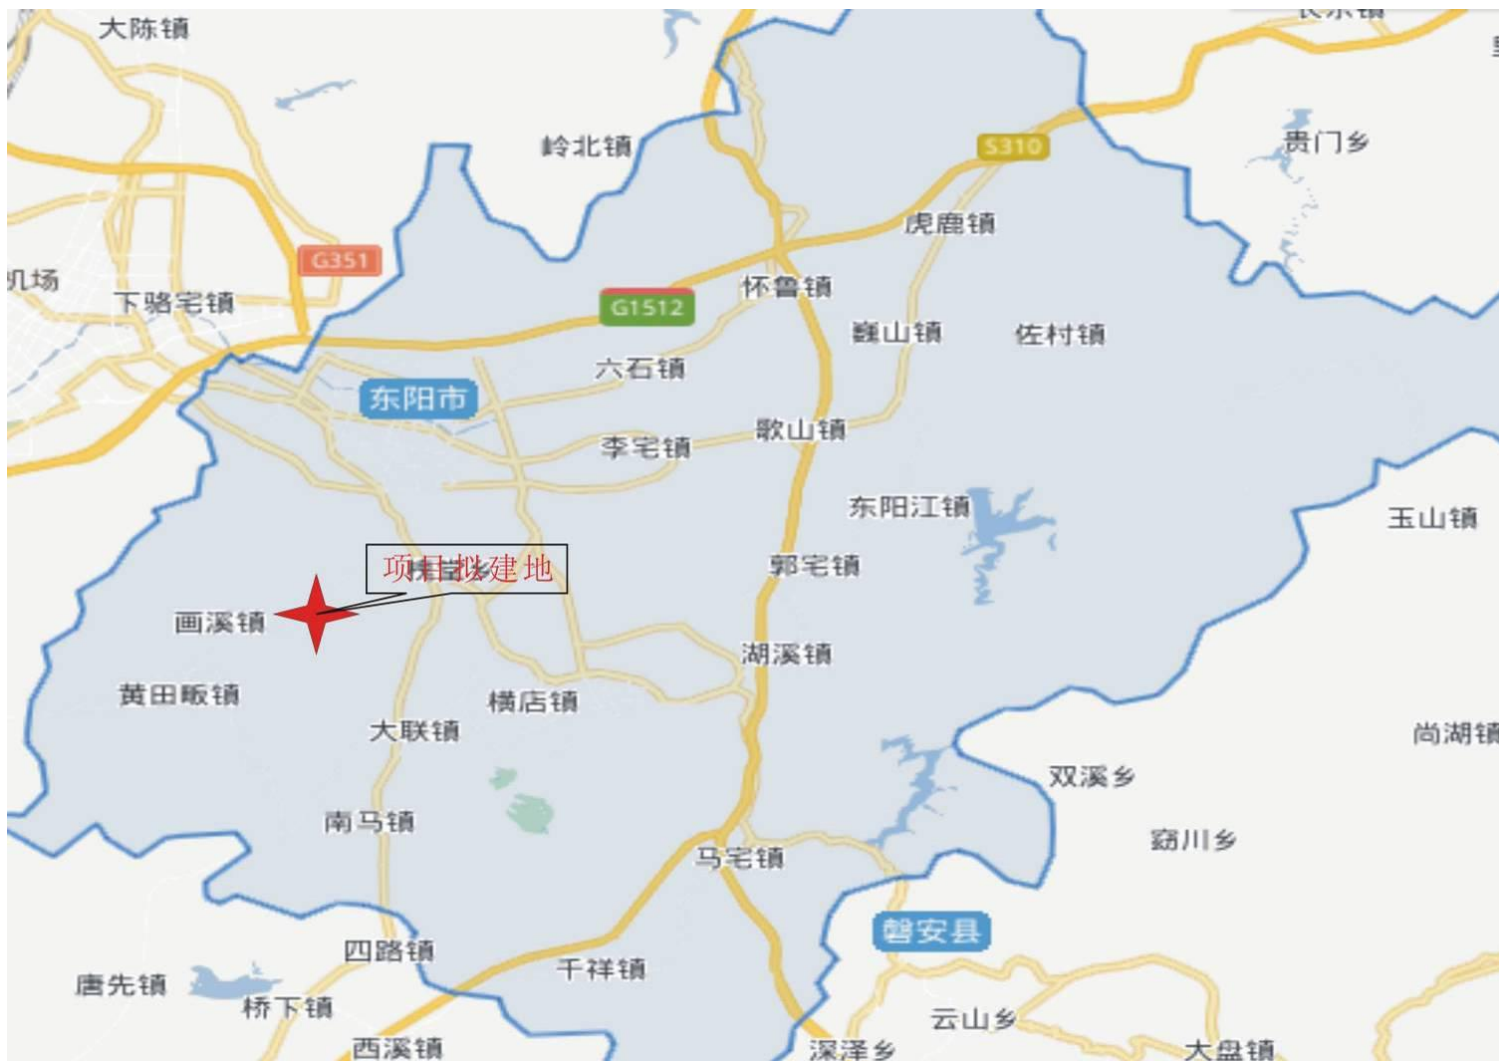 大陈镇
岭北镇
S310
贵门乡
虎鹿镇
G351
机场
下骆宅镇
怀鲁镇
G1512
巍山镇
佐村镇
六石镇
东阳市
歌山镇
李宅镇
东阳江镇
玉山镇
项目拟建地
郭宅镇
画溪镇
湖溪镇
黄田畈镇
横店镇
大联镇
尚湖镇
双溪乡
南马镇
窈川乡
马宅镇
磐安县
四路镇
千祥镇
唐先镇
桥下镇
云山乡
西溪镇
深泽乡
大盘镇